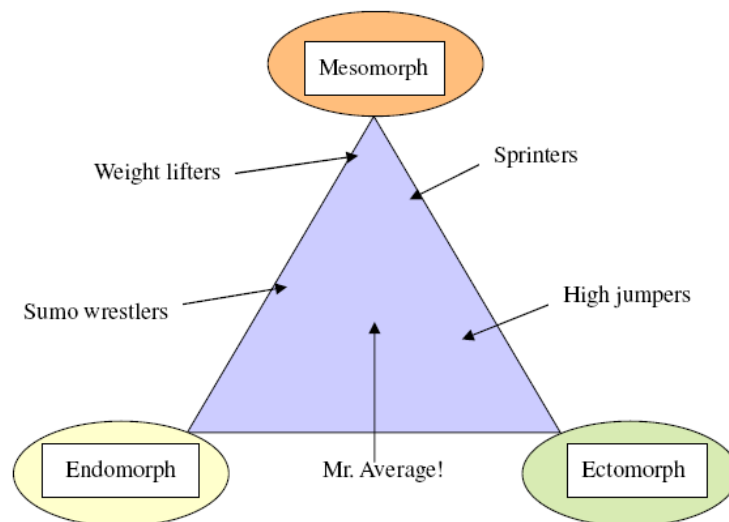 Mesomorph
Weight lifters
Sprinters
Sumo wrestlers
High jumpers
Endomorph
Mr. Average!
Ectomorph